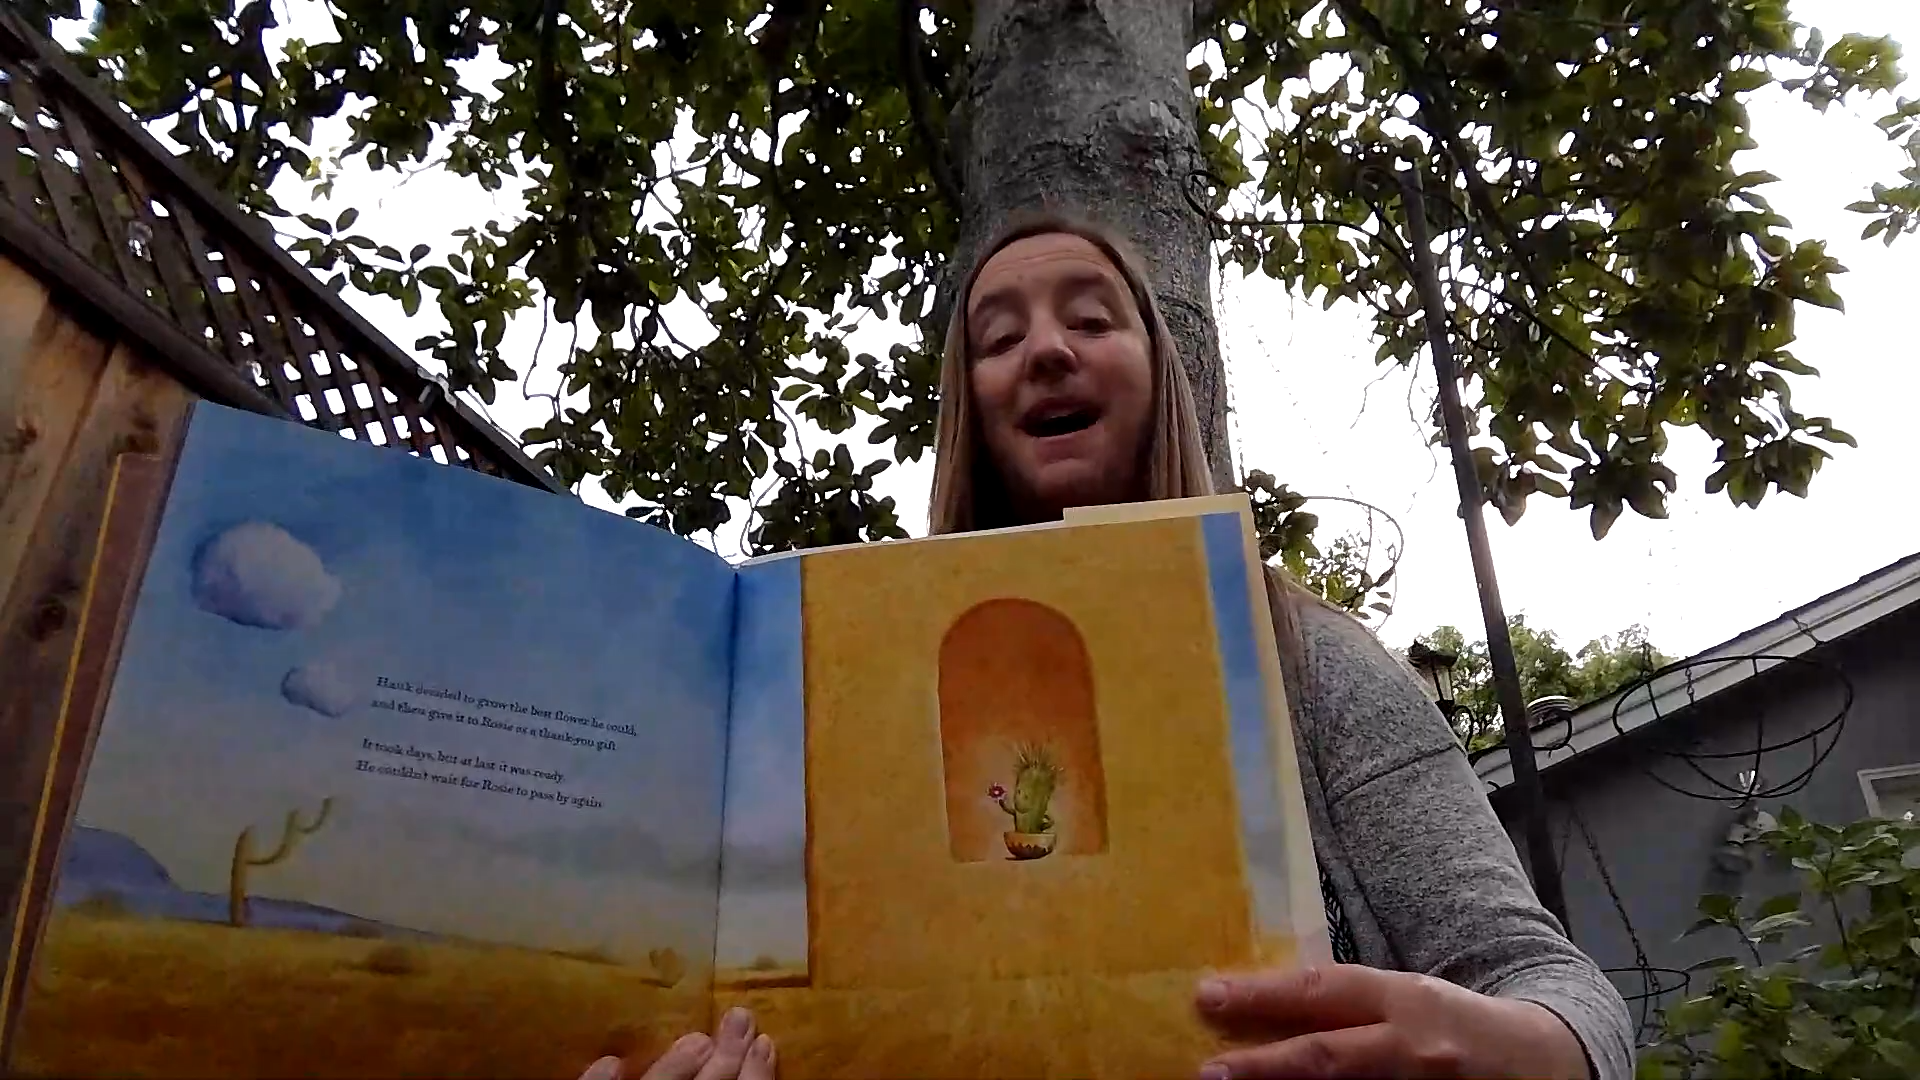 Hank decided to grow the best flower he could,
and then give it to Rosie as a thank-you gift.
It took days, but at last it was ready.
He couldn't wait for Rosie to pass by again.